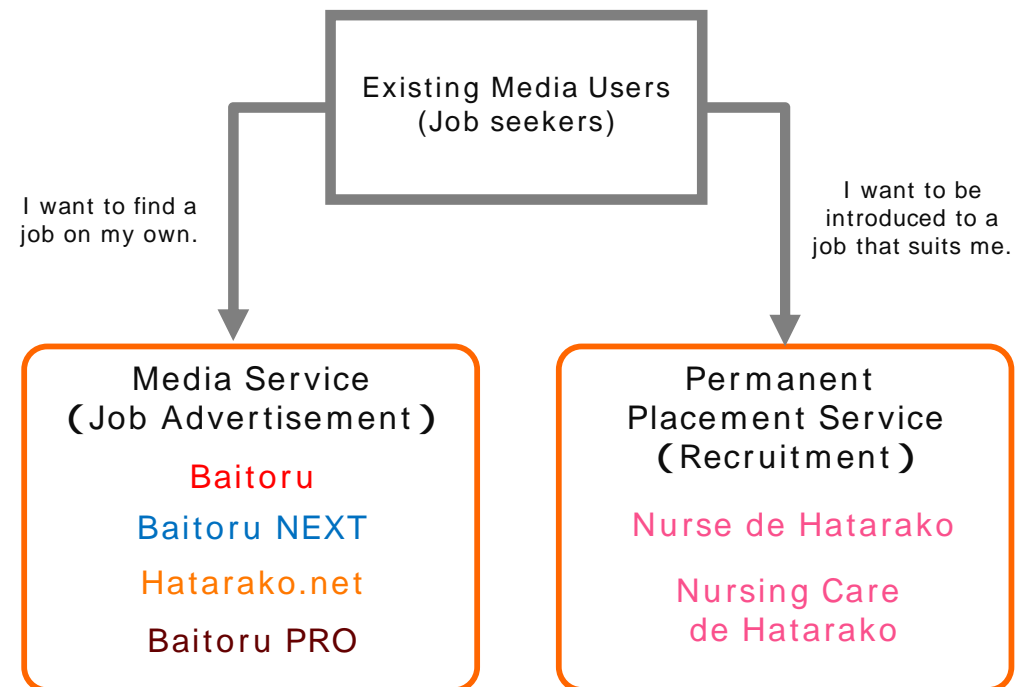 Existing Media Users
(Job seekers)
I want to find a
job on my own.
I want to be
introduced to a
job that suits me.
Media Service
(Job Advertisement)
Baitoru
Baitoru NEXT
Hatarako.net
Baitoru PRO
Permanent
Placement Service
(Recruitment)
Nurse de Hatarako
Nursing Care
de Hatarako